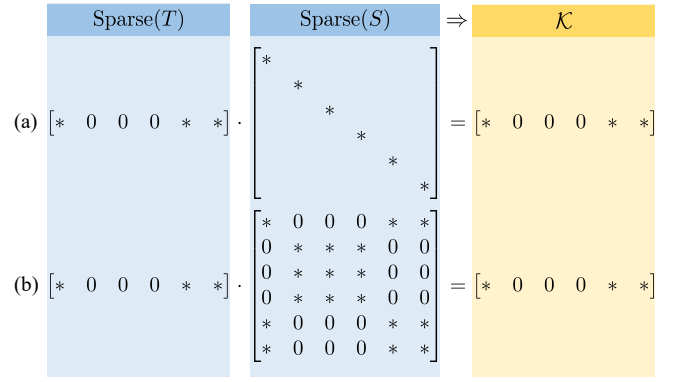 Sparse(T) Sparse(S) ⇒ 𝒦
(a) [∗ 0 0 0 ∗ ∗] · [∗ ∗ ∗ ∗ ∗ ∗] = [∗ 0 0 0 ∗ ∗]
∗ 0 0 0 ∗ ∗
0 ∗ ∗ ∗ 0 0
0 ∗ ∗ ∗ 0 0
(b) [∗ 0 0 0 ∗ ∗] · = [∗ 0 0 0 ∗ ∗]
0 ∗ ∗ ∗ 0 0
∗ 0 0 0 ∗ ∗
∗ 0 0 0 ∗ ∗